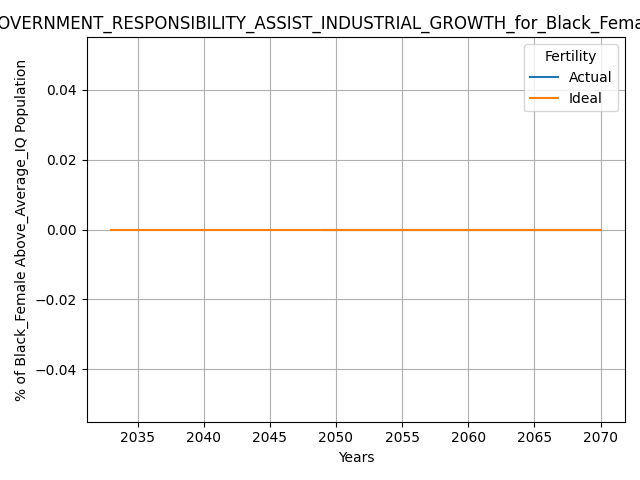 OVERNMENT_RESPONSIBILITY_ASSIST_INDUSTRIAL_GROWTH_for_Black_Fema
Fertility
Actual
Ideal
% of Black_Female Above_Average_IQ Population
0.04
0.02
0.00
−0.02
−0.04
2035 2040 2045 2050 2055 2060 2065 2070
Years